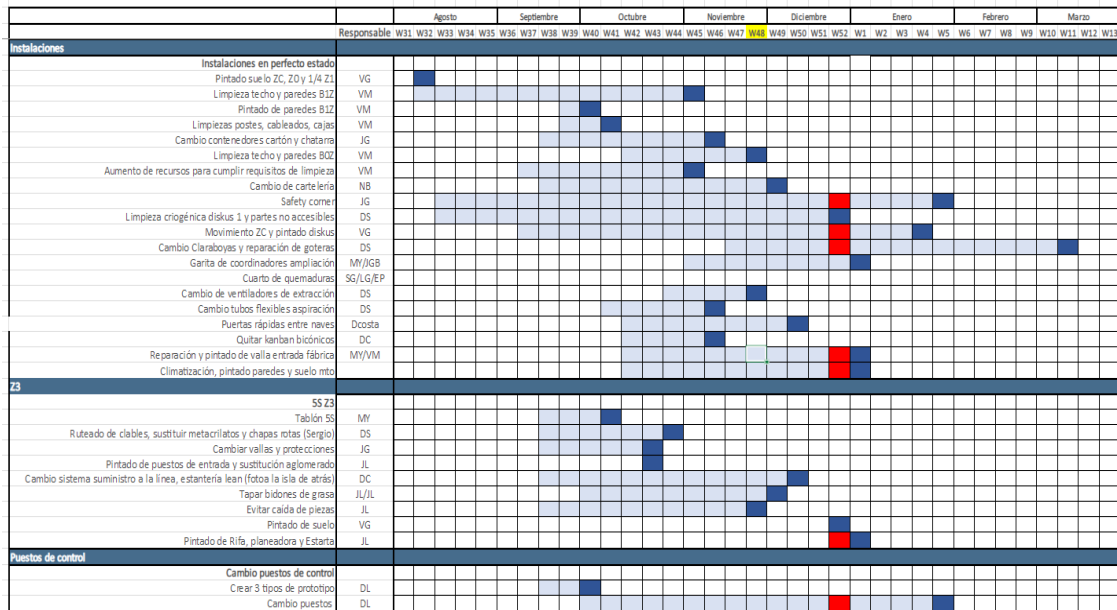 Agosto Septiembre Octubre Noviembre Diciembre Enero Febrero Marzo
Responsable W31 W32 W33 W34 W35 W36 W37 W38 W39 W40 W41 W42 W43 W44 W45 W46 W47 W48 W49 W50 W51 W52 W1 W2 W3 W4 W5 W6 W7 W8 W9 W10 W11 W12 W13
Instalaciones
Instalaciones en perfecto estado
Pintado suelo ZC, Z0 y 1/4 Z1 VG
Limpieza techo y paredes B1Z VM
Pintado de paredes B1Z VM
Limpiezas postes, cableados, cajas VM
Cambio contenedores cartón y chatarra JG
Limpieza techo y paredes B0Z VM
Aumento de recursos para cumplir requisitos de limpieza VM
Cambio de cartelería NB
Safety corner JG
Limpieza criogénica diskus 1 y partes no accesibles DS
Movimiento ZC y pintado diskus VG
Cambio Claraboyas y reparación de goteras DS
Garita de coordinadores ampliación MY/JGB
Cuarto de quemaduras SG/LG/EP
Cambio de ventiladores de extracción DS
Cambio tubos flexibles aspiración DS
Puertas rápidas entre naves Dcosta
Quitar kanban bicónicos DC
Reparación y pintado de valla entrada fábrica MY/VM
Climatización, pintado paredes y suelo mto
Z3
5S Z3
Tablón 5S MY
Ruteado de clables, sustituir metacrilatos y chapas rotas (Sergio) DS
Cambiar vallas y protecciones JG
Pintado de puestos de entrada y sustitución aglomerado JL
Cambio sistema suministro a la línea, estantería lean (fotoa la isla de atrás) DC
Tapar bidones de grasa JL/JL
Evitar caída de piezas JL
Pintado de suelo VG
Pintado de Rifa, planeadora y Estarta JL
Puestos de control
Cambio puestos de control
Crear 3 tipos de prototipo DL
Cambio puestos DL